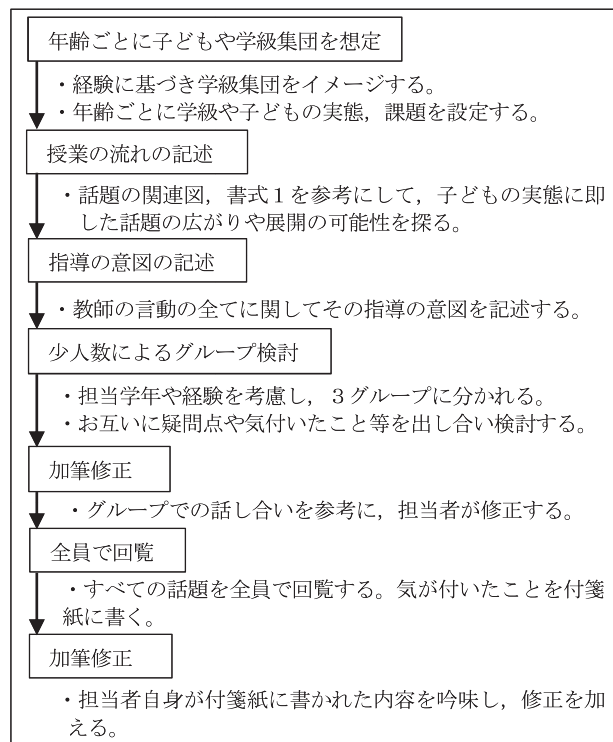 年齢ごとに子どもや学級集団を想定
・経験に基づき学級集団をイメージする。
・年齢ごとに学級や子どもの実態，課題を設定する。
授業の流れの記述
・話題の関連図，書式１を参考にして，子どもの実態に即
した話題の広がりや展開の可能性を探る。
指導の意図の記述
・教師の言動の全てに関してその指導の意図を記述する。
少人数によるグループ検討
・担当学年や経験を考慮し，３グループに分かれる。
・お互いに疑問点や気付いたこと等を出し合い検討する。
加筆修正
・グループでの話し合いを参考に，担当者が修正する。
全員で回覧
・すべての話題を全員で回覧する。気が付いたことを付箋
紙に書く。
加筆修正
・担当者自身が付箋紙に書かれた内容を吟味し，修正を加
える。